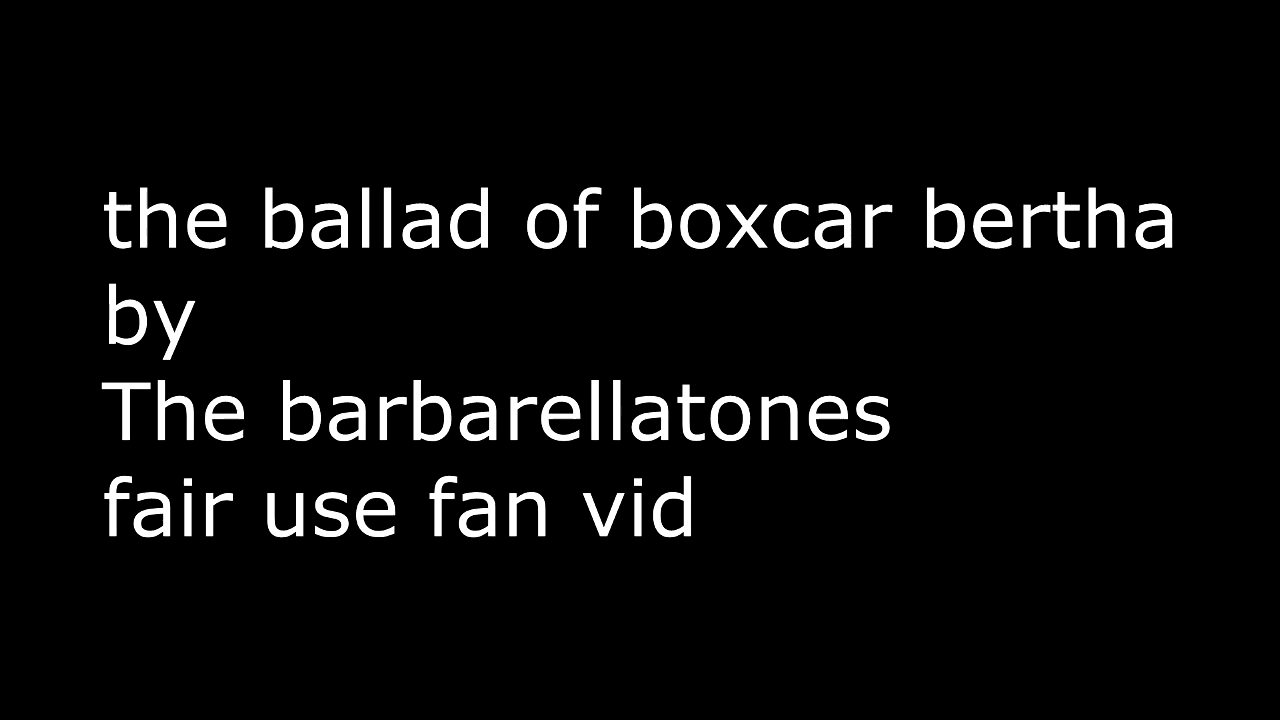 the ballad of boxcar bertha
by
The barbarellatones
fair use fan vid